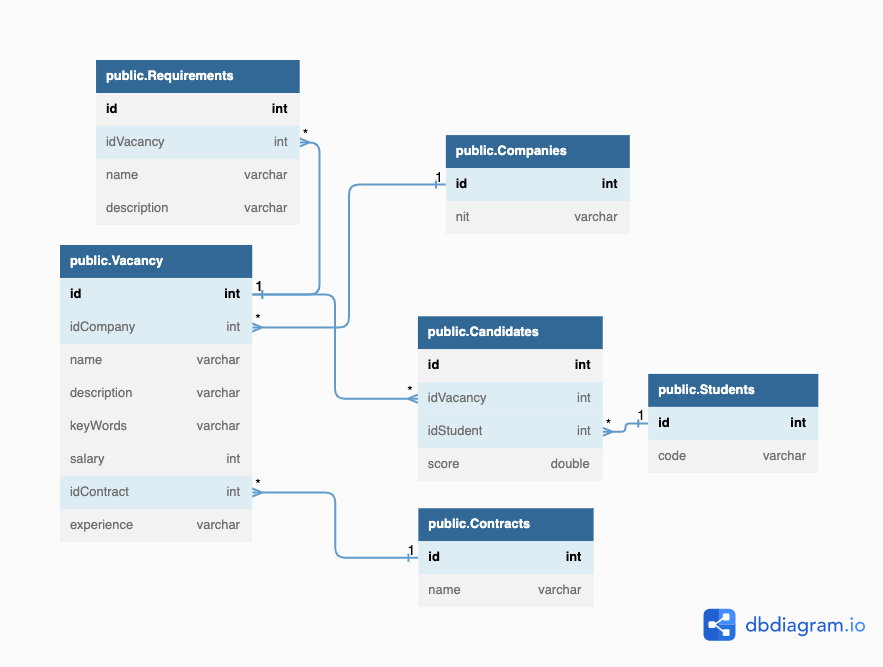 public.Requirements
id int
idVacancy int
name varchar
description varchar
*
public.Companies
1
id int
nit varchar
public.Vacancy
id int
1
idCompany int
*
name varchar
description varchar
keyWords varchar
salary int
idContract int
*
experience varchar
public.Candidates
id int
*
idVacancy int
idStudent int
*
score double
public.Students
1
id int
code varchar
public.Contracts
1
id int
name varchar
dbdiagram.io